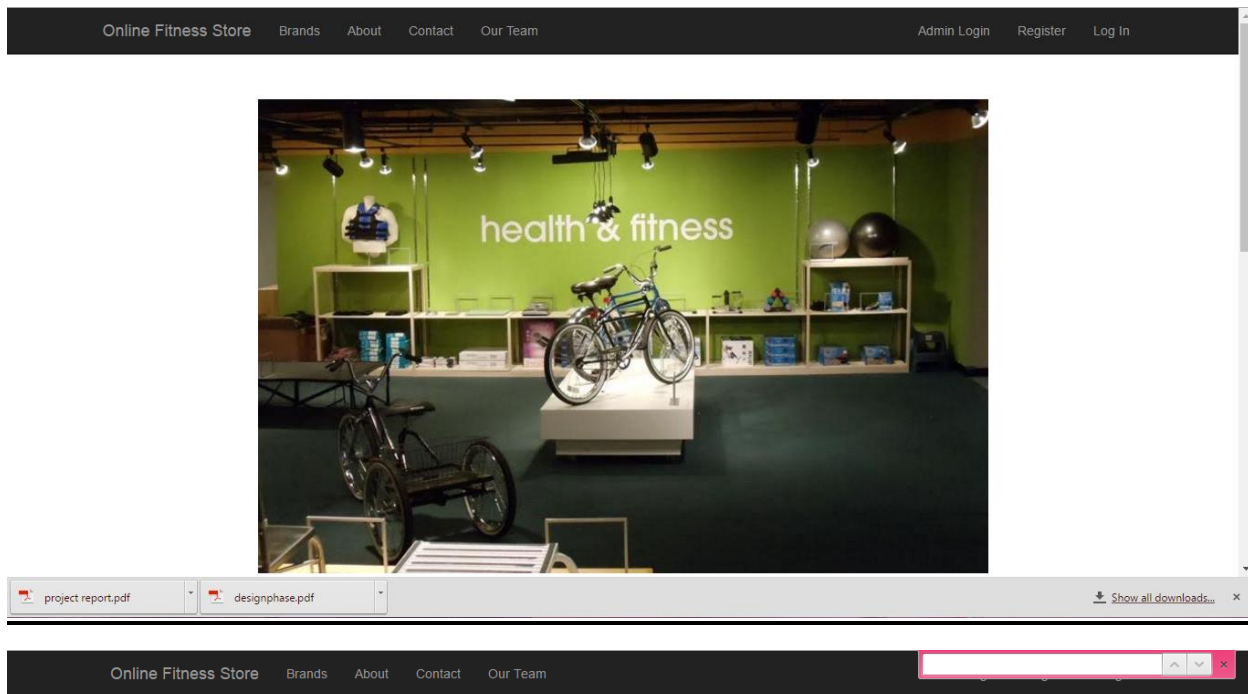 Online Fitness Store Brands About Contact Our Team Admin Login Register Log In
health & fitness
project report.pdf designphase.pdf Show all downloads...
Online Fitness Store Brands About Contact Our Team